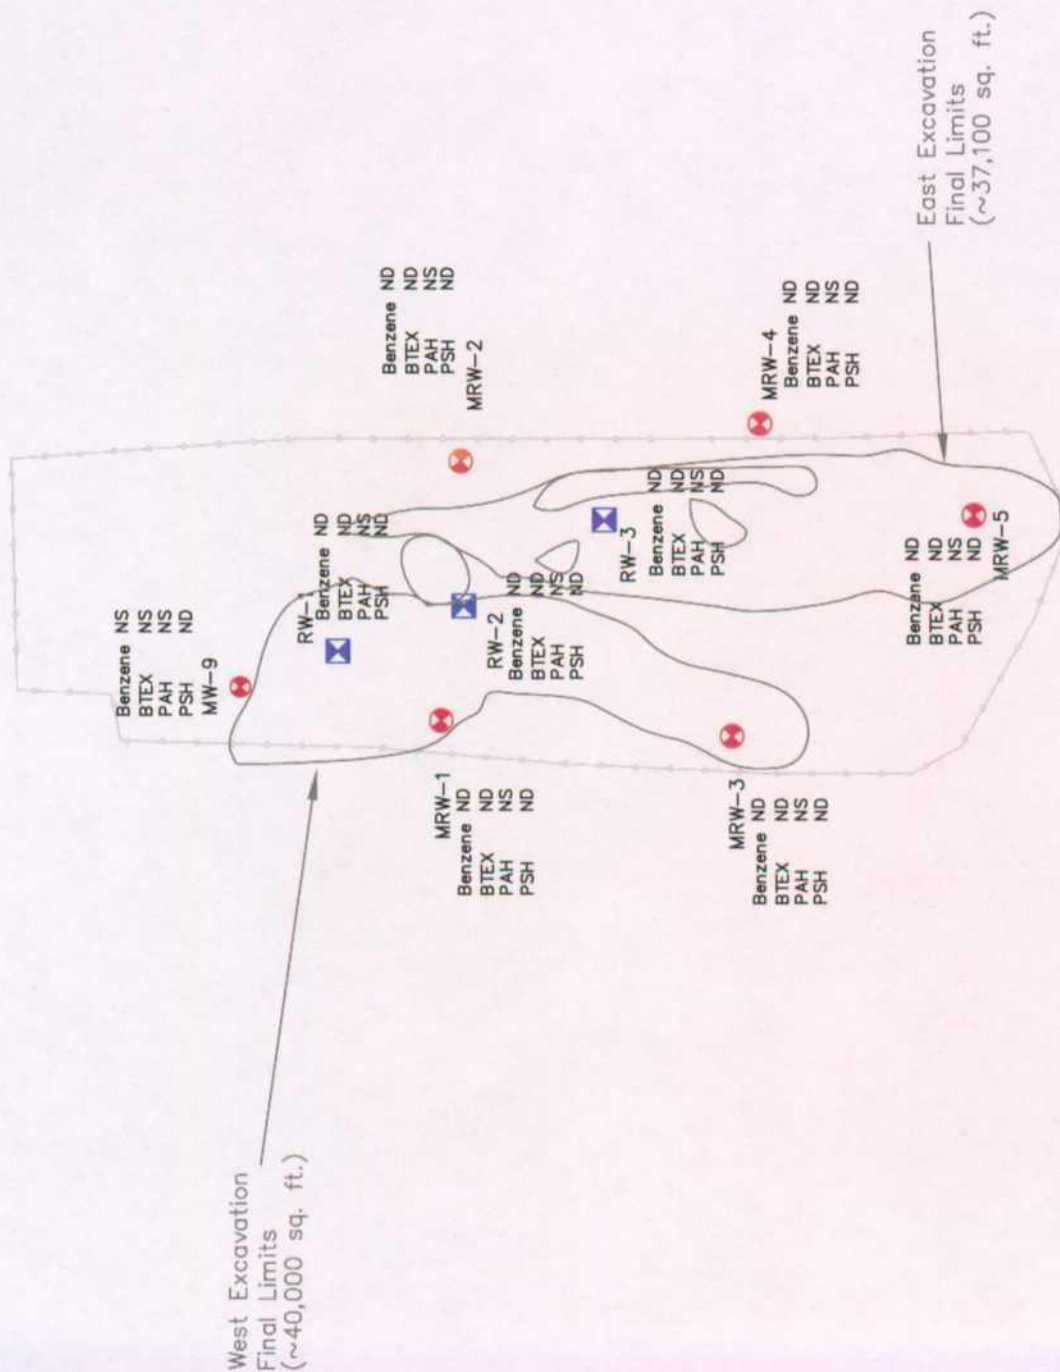 West Excavation
Final Limits
(~40,000 sq. ft.)
Benzene NS
BTEX NS
PAH NS
PSH ND
MW-9
RW-
Benzene ND
BTEX ND
PAH NS
PSH ND
MRW-1
Benzene ND
BTEX ND
PAH NS
PSH ND
RW-2
Benzene ND
BTEX ND
PAH NS
PSH ND
Benzene ND
BTEX ND
PAH NS
PSH ND
MRW-2
RW-3
Benzene ND
BTEX ND
PAH NS
PSH ND
MRW-3
Benzene ND
BTEX ND
PAH NS
PSH ND
MRW-4
Benzene ND
BTEX ND
PAH NS
PSH ND
Benzene ND
BTEX ND
PAH NS
PSH ND
MRW-5
East Excavation
Final Limits
(~37,100 sq. ft.)